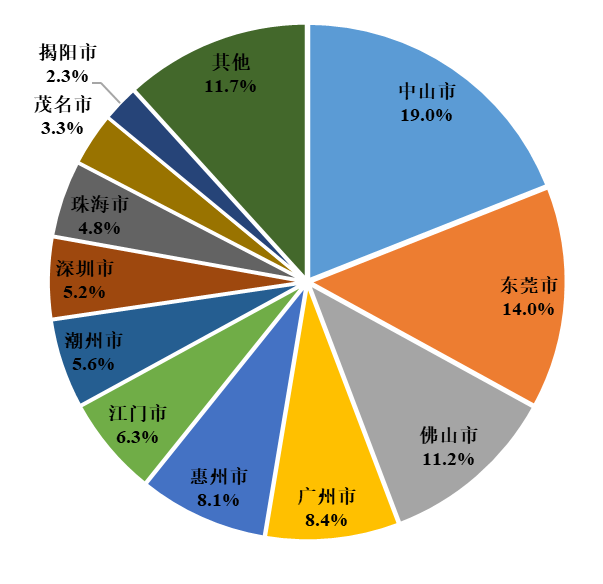 中山市
19.0%
东莞市
14.0%
佛山市
11.2%
广州市
8.4%
惠州市
8.1%
江门市
6.3%
潮州市
5.6%
深圳市
5.2%
珠海市
4.8%
茂名市
3.3%
揭阳市
2.3%
其他
11.7%